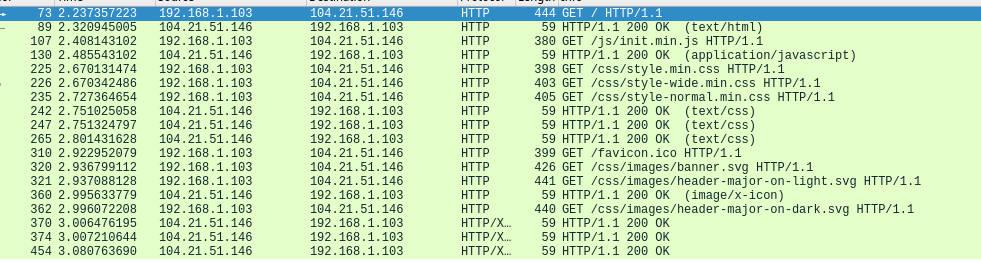 73 2.237357223 192.168.1.103 104.21.51.146 HTTP 444 GET / HTTP/1.1
89 2.320945005 104.21.51.146 192.168.1.103 HTTP 59 HTTP/1.1 200 OK (text/html)
107 2.408143102 192.168.1.103 104.21.51.146 HTTP 380 GET /js/init.min.js HTTP/1.1
130 2.485543102 104.21.51.146 192.168.1.103 HTTP 59 HTTP/1.1 200 OK (application/javascript)
225 2.670131474 192.168.1.103 104.21.51.146 HTTP 398 GET /css/style.min.css HTTP/1.1
226 2.670342486 192.168.1.103 104.21.51.146 HTTP 403 GET /css/style-wide.min.css HTTP/1.1
235 2.727364654 192.168.1.103 104.21.51.146 HTTP 405 GET /css/style-normal.min.css HTTP/1.1
242 2.751025058 104.21.51.146 192.168.1.103 HTTP 59 HTTP/1.1 200 OK (text/css)
247 2.751324797 104.21.51.146 192.168.1.103 HTTP 59 HTTP/1.1 200 OK (text/css)
265 2.801431628 104.21.51.146 192.168.1.103 HTTP 59 HTTP/1.1 200 OK (text/css)
310 2.922952079 192.168.1.103 104.21.51.146 HTTP 399 GET /favicon.ico HTTP/1.1
320 2.936799112 192.168.1.103 104.21.51.146 HTTP 426 GET /css/images/banner.svg HTTP/1.1
321 2.937088128 192.168.1.103 104.21.51.146 HTTP 441 GET /css/images/header-major-on-light.svg HTTP/1.1
360 2.995633779 104.21.51.146 192.168.1.103 HTTP 59 HTTP/1.1 200 OK (image/x-icon)
362 2.996072208 192.168.1.103 104.21.51.146 HTTP 440 GET /css/images/header-major-on-dark.svg HTTP/1.1
370 3.006476195 104.21.51.146 192.168.1.103 HTTP/X… 59 HTTP/1.1 200 OK
374 3.007210644 104.21.51.146 192.168.1.103 HTTP/X… 59 HTTP/1.1 200 OK
454 3.080763690 104.21.51.146 192.168.1.103 HTTP/X… 59 HTTP/1.1 200 OK